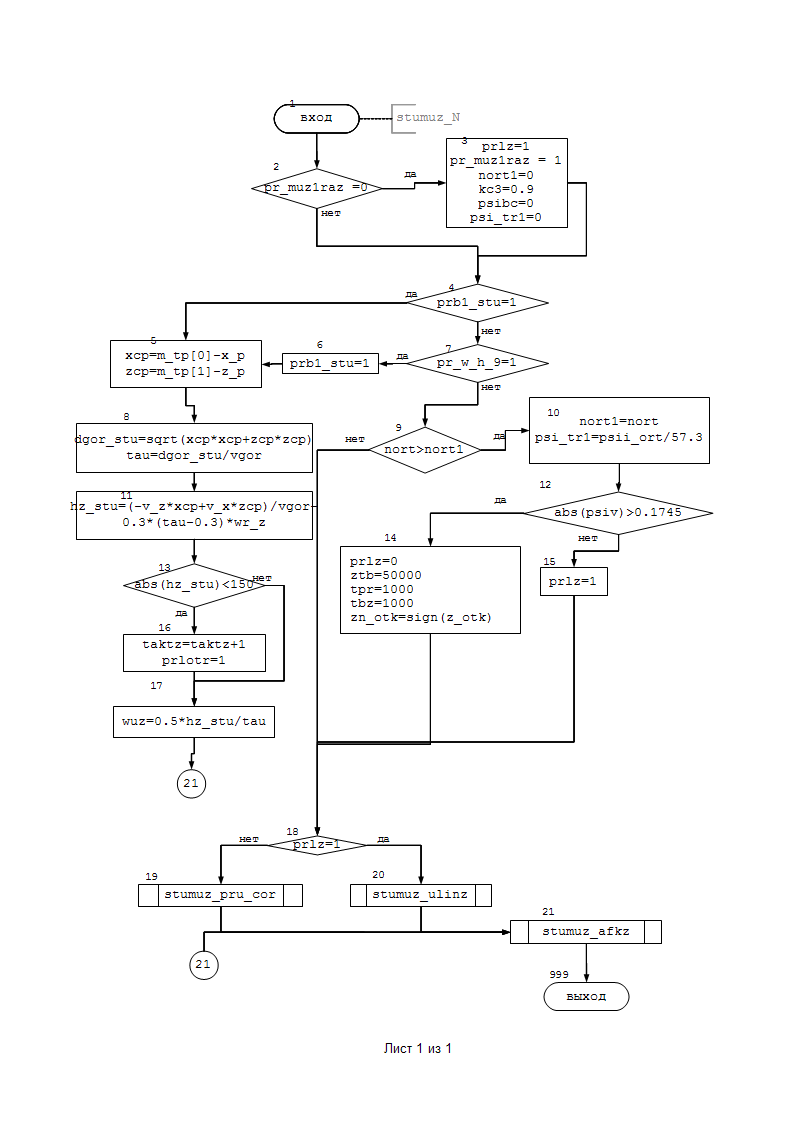 1
вход
stumuz_N
2
pr_muz1raz =0
да
нет
3
prlz=1
pr_muz1raz = 1
nort1=0
kc3=0.9
psibc=0
psi_tr1=0
4
да
prb1_stu=1
нет
5
xcp=m_tp[0]-x_p
zcp=m_tp[1]-z_p
6
prb1_stu=1
да
7
pr_w_h_9=1
нет
8
dgor_stu=sqrt(xcp*xcp+zcp*zcp)
tau=dgor_stu/vgor
9
нет
nort>nort1
да
10
nort1=nort
psi_tr1=psii_ort/57.3
11
hz_stu=(-v_z*xcp+v_x*zcp)/vgor-
0.3*(tau-0.3)*wr_z
12
да
abs(psiv)>0.1745
нет
13
abs(hz_stu)<150
нет
да
14
prlz=0
ztb=50000
tpr=1000
tbz=1000
zn_otk=sign(z_otk)
15
prlz=1
16
taktz=taktz+1
prlotr=1
17
wuz=0.5*hz_stu/tau
21
18
нет
prlz=1
да
19
stumuz_pru_cor
20
stumuz_ulinz
21
stumuz_afkz
21
999
выход
Лист 1 из 1